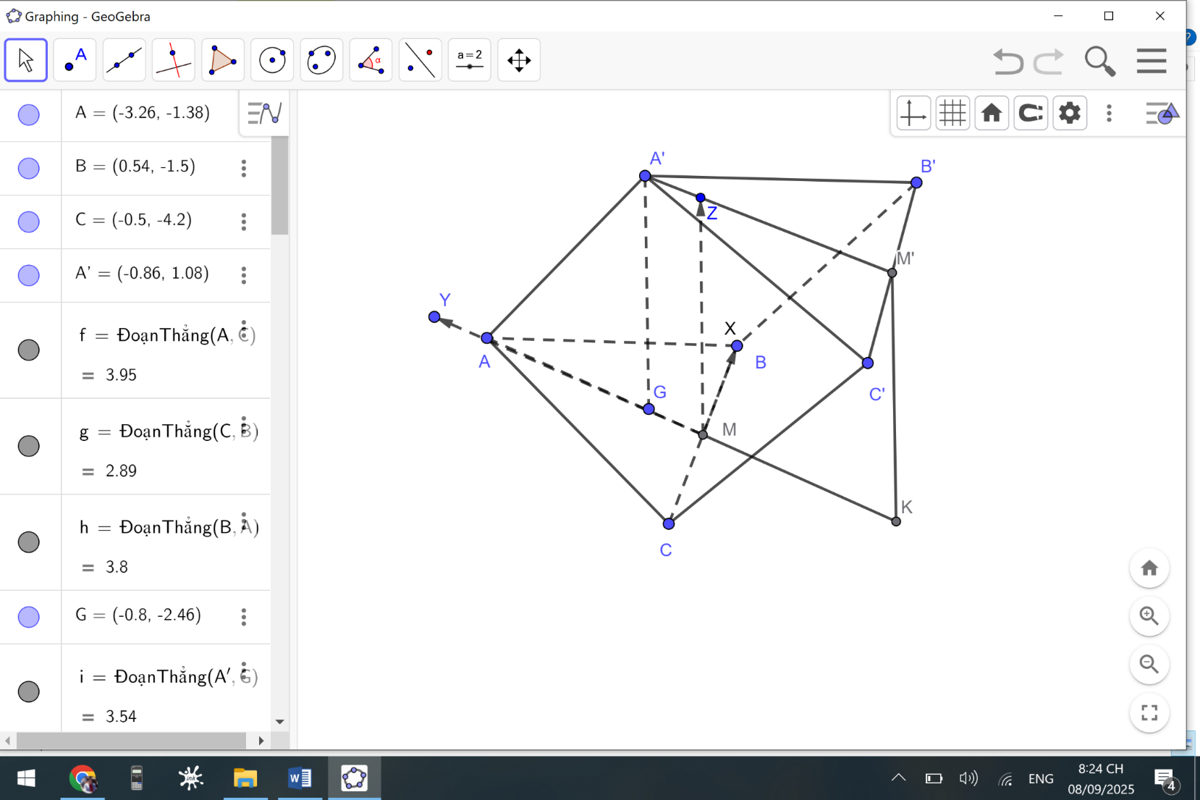 Graphing - GeoGebra
A
α
a=2
A = (-3.26, -1.38)
B = (0.54, -1.5)
C = (-0.5, -4.2)
A' = (-0.86, 1.08)
f = ĐoạnThẳng(A, C)
= 3.95
g = ĐoạnThẳng(C, B)
= 2.89
h = ĐoạnThẳng(B, A)
= 3.8
G = (-0.8, -2.46)
i = ĐoạnThẳng(A', G)
= 3.54
A'
B'
Z
M'
Y
X
A
B
G
C'
M
K
C
ENG
8:24 CH
08/09/2025
4